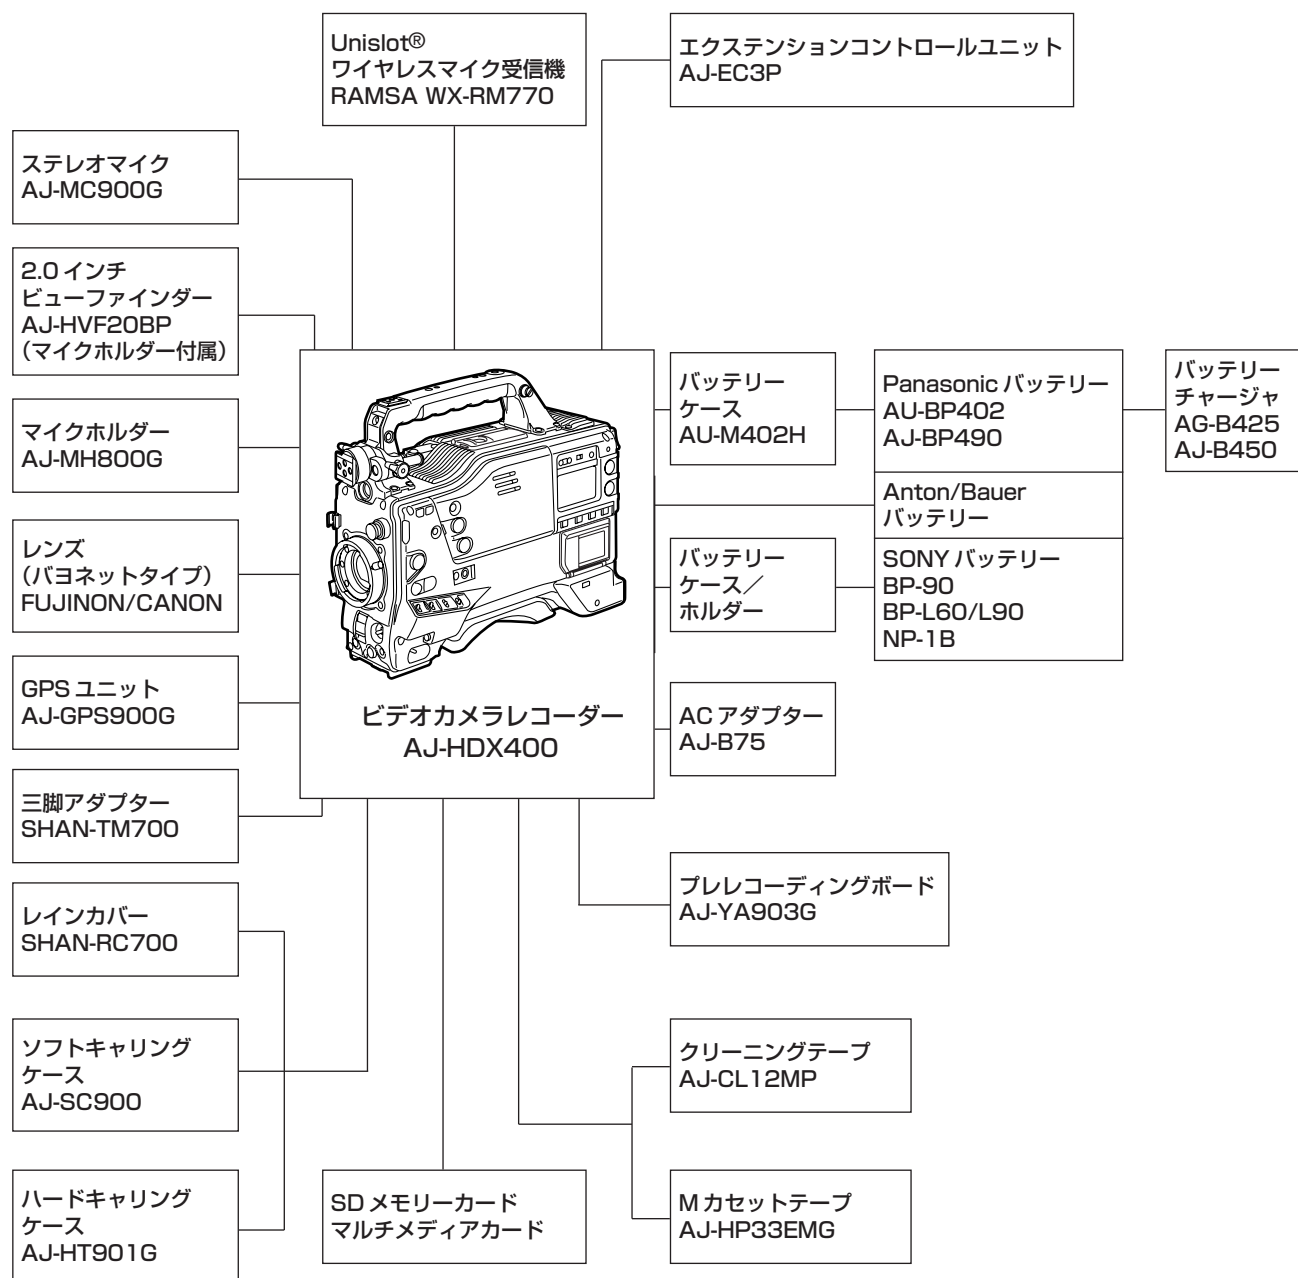 Unislot®
ワイヤレスマイク受信機
RAMSA WX-RM770
エクステンションコントロールユニット
AJ-EC3P
ステレオマイク
AJ-MC900G
2.0 インチ
ビューファインダー
AJ-HVF20BP
（マイクホルダー付属）
マイクホルダー
AJ-MH800G
レンズ
（バヨネットタイプ）
FUJINON/CANON
GPS ユニット
AJ-GPS900G
三脚アダプター
SHAN-TM700
レインカバー
SHAN-RC700
ソフトキャリング
ケース
AJ-SC900
ハードキャリング
ケース
AJ-HT901G
ビデオカメラレコーダー
AJ-HDX400
バッテリー
ケース
AU-M402H
Panasonic バッテリー
AU-BP402
AJ-BP490
バッテリー
チャージャ
AG-B425
AJ-B450
Anton/Bauer
バッテリー
バッテリー
ケース／
ホルダー
SONY バッテリー
BP-90
BP-L60/L90
NP-1B
AC アダプター
AJ-B75
プレレコーディングボード
AJ-YA903G
クリーニングテープ
AJ-CL12MP
M カセットテープ
AJ-HP33EMG
SD メモリーカード
マルチメディアカード